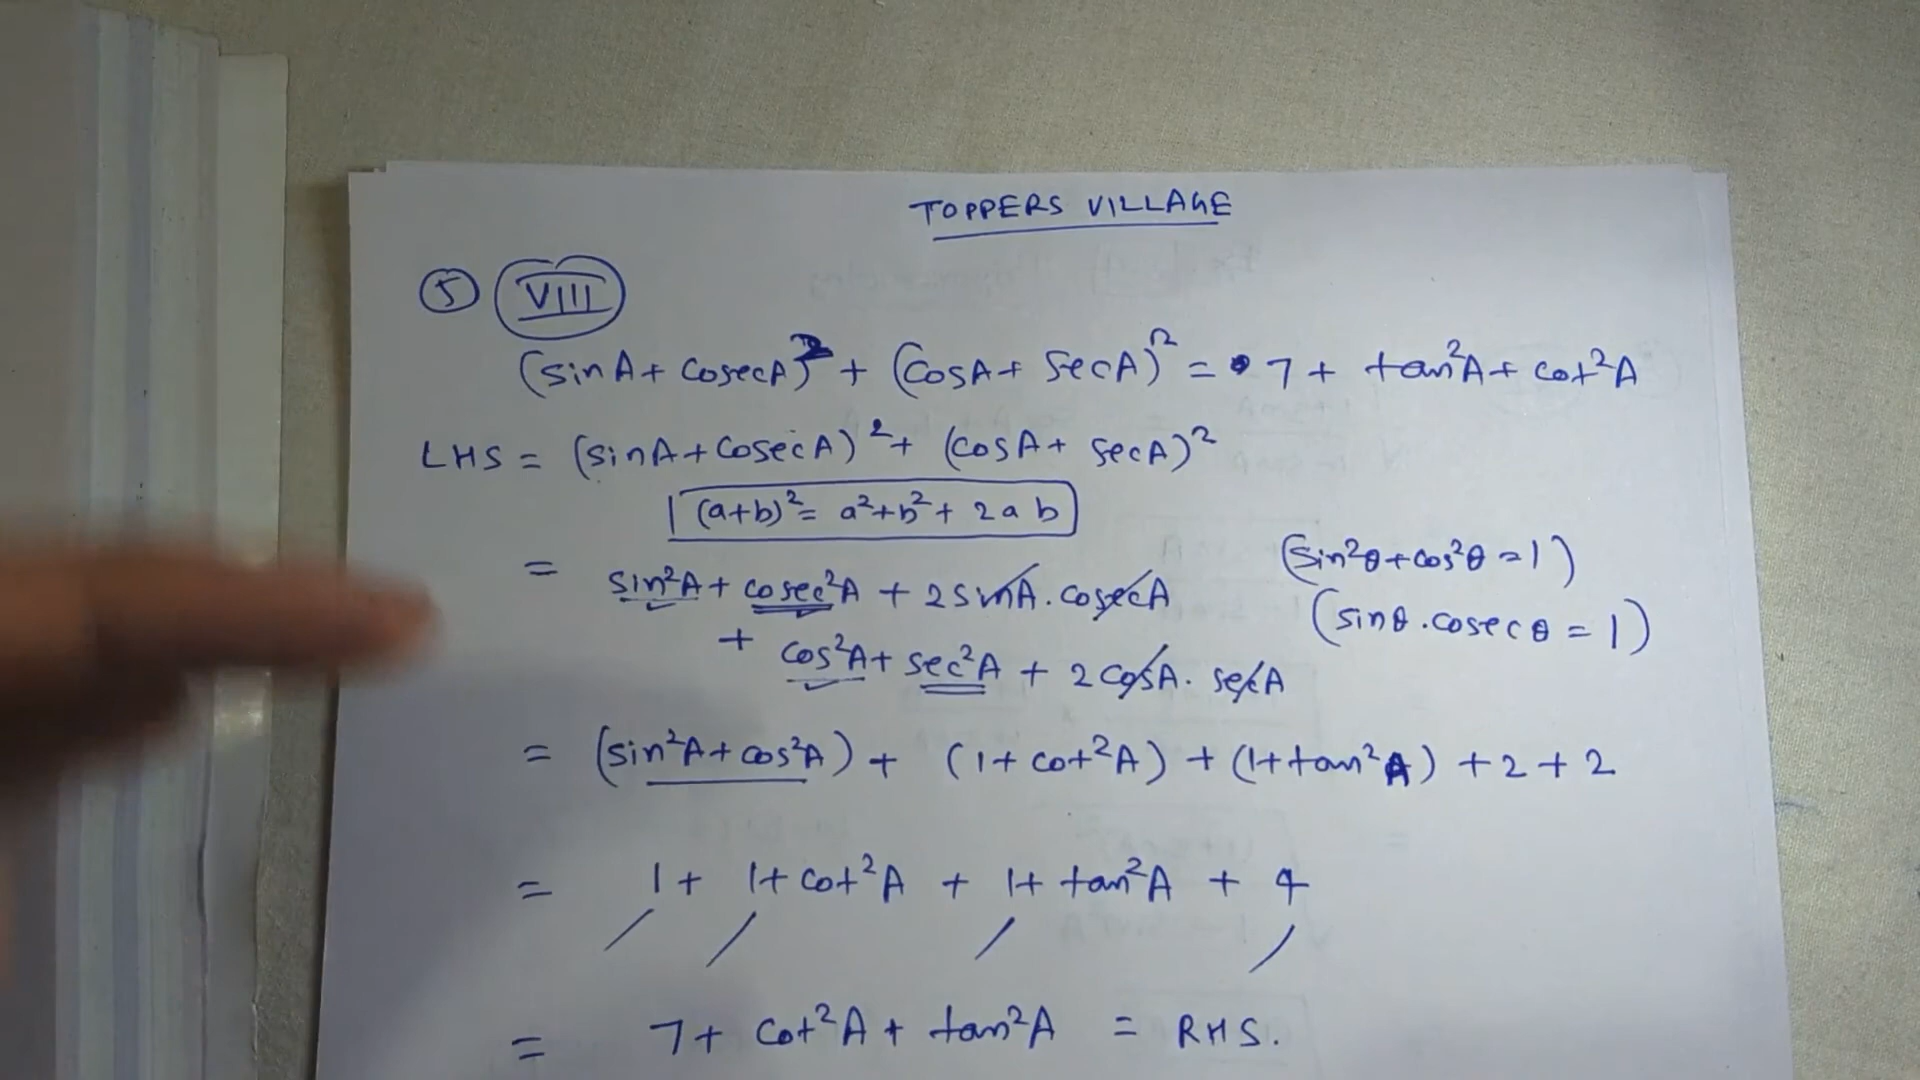 TOPPERS VILLAGE
⑤ VIII
(sinA + cosecA)² + (cosA + SecA)² = 7 + tan²A + cot²A
LHS = (sinA + cosecA)² + (cosA + secA)²
(a+b)² = a²+b²+ 2ab
= sin²A + cosec²A + 2sinA.cosecA
(sin²θ+cos²θ=1)
+ cos²A + sec²A + 2 cosA. secA
(sinθ.cosecθ = 1)
= (sin²A + cos²A) + (1+ cot²A) + (1+tan²A) +2+2
= 1+ 1+cot²A + 1+ tan²A + 4
= 7+ cot²A + tan²A = RHS.